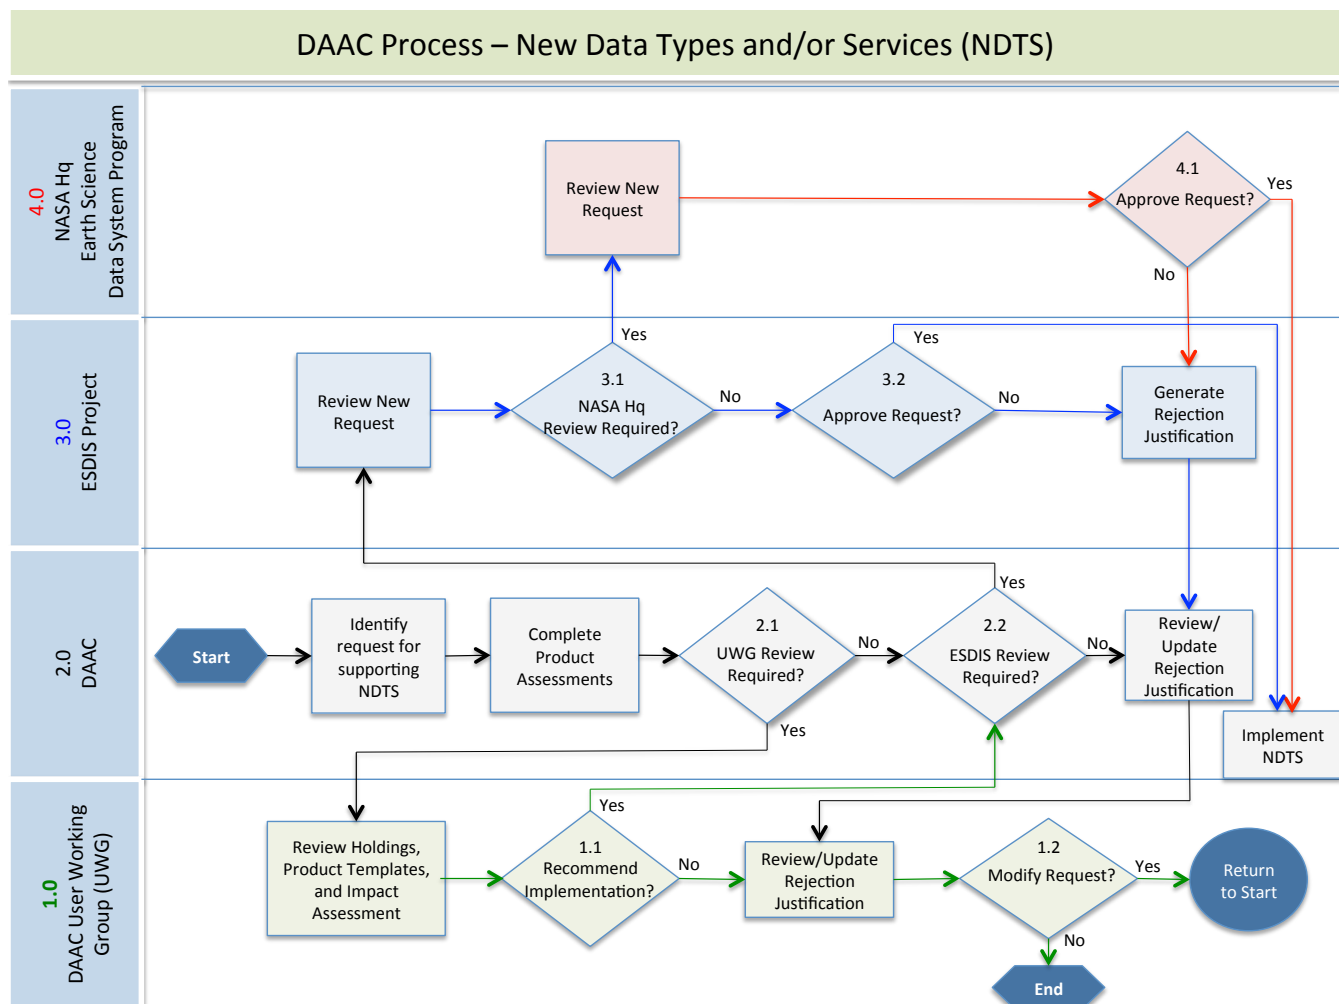 DAAC Process – New Data Types and/or Services (NDTS)
4.0
NASA Hq
Earth Science
Data System Program
Review New
Request
4.1
Approve Request?
Yes
No
3.0
ESDIS Project
Review New
Request
Yes
3.1
NASA Hq
Review Required?
No
Yes
3.2
Approve Request?
No
Generate
Rejection
Justification
2.0
DAAC
Start
Identify
request for
supporting
NDTS
Complete
Product
Assessments
2.1
UWG Review
Required?
No
Yes
Yes
2.2
ESDIS Review
Required?
No
Review/
Update
Rejection
Justification
Implement
NDTS
1.0
DAAC User Working
Group (UWG)
Review Holdings,
Product Templates,
and Impact
Assessment
Yes
1.1
Recommend
Implementation?
No
Review/Update
Rejection
Justification
1.2
Modify Request?
Yes
No
Return
to Start
End